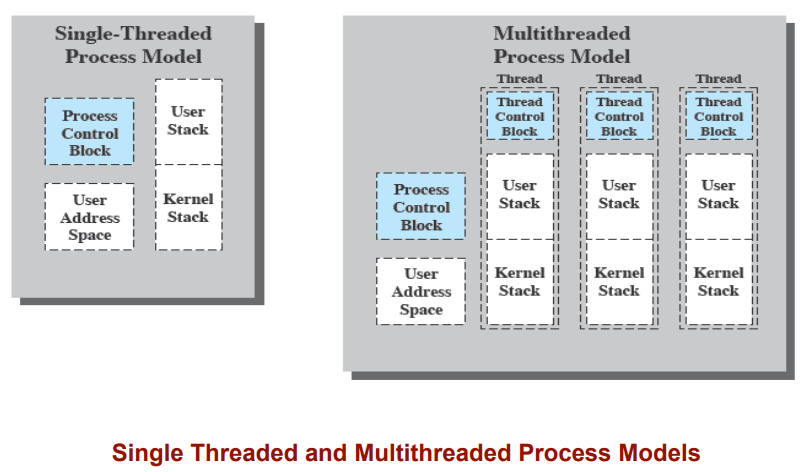 Single-Threaded
Process Model
Process
Control
Block
User
Stack
User
Address
Space
Kernel
Stack
Multithreaded
Process Model
Thread
Thread
Thread
Thread
Control
Block
Thread
Control
Block
Thread
Control
Block
Process
Control
Block
User
Stack
User
Stack
User
Stack
User
Address
Space
Kernel
Stack
Kernel
Stack
Kernel
Stack
Single Threaded and Multithreaded Process Models